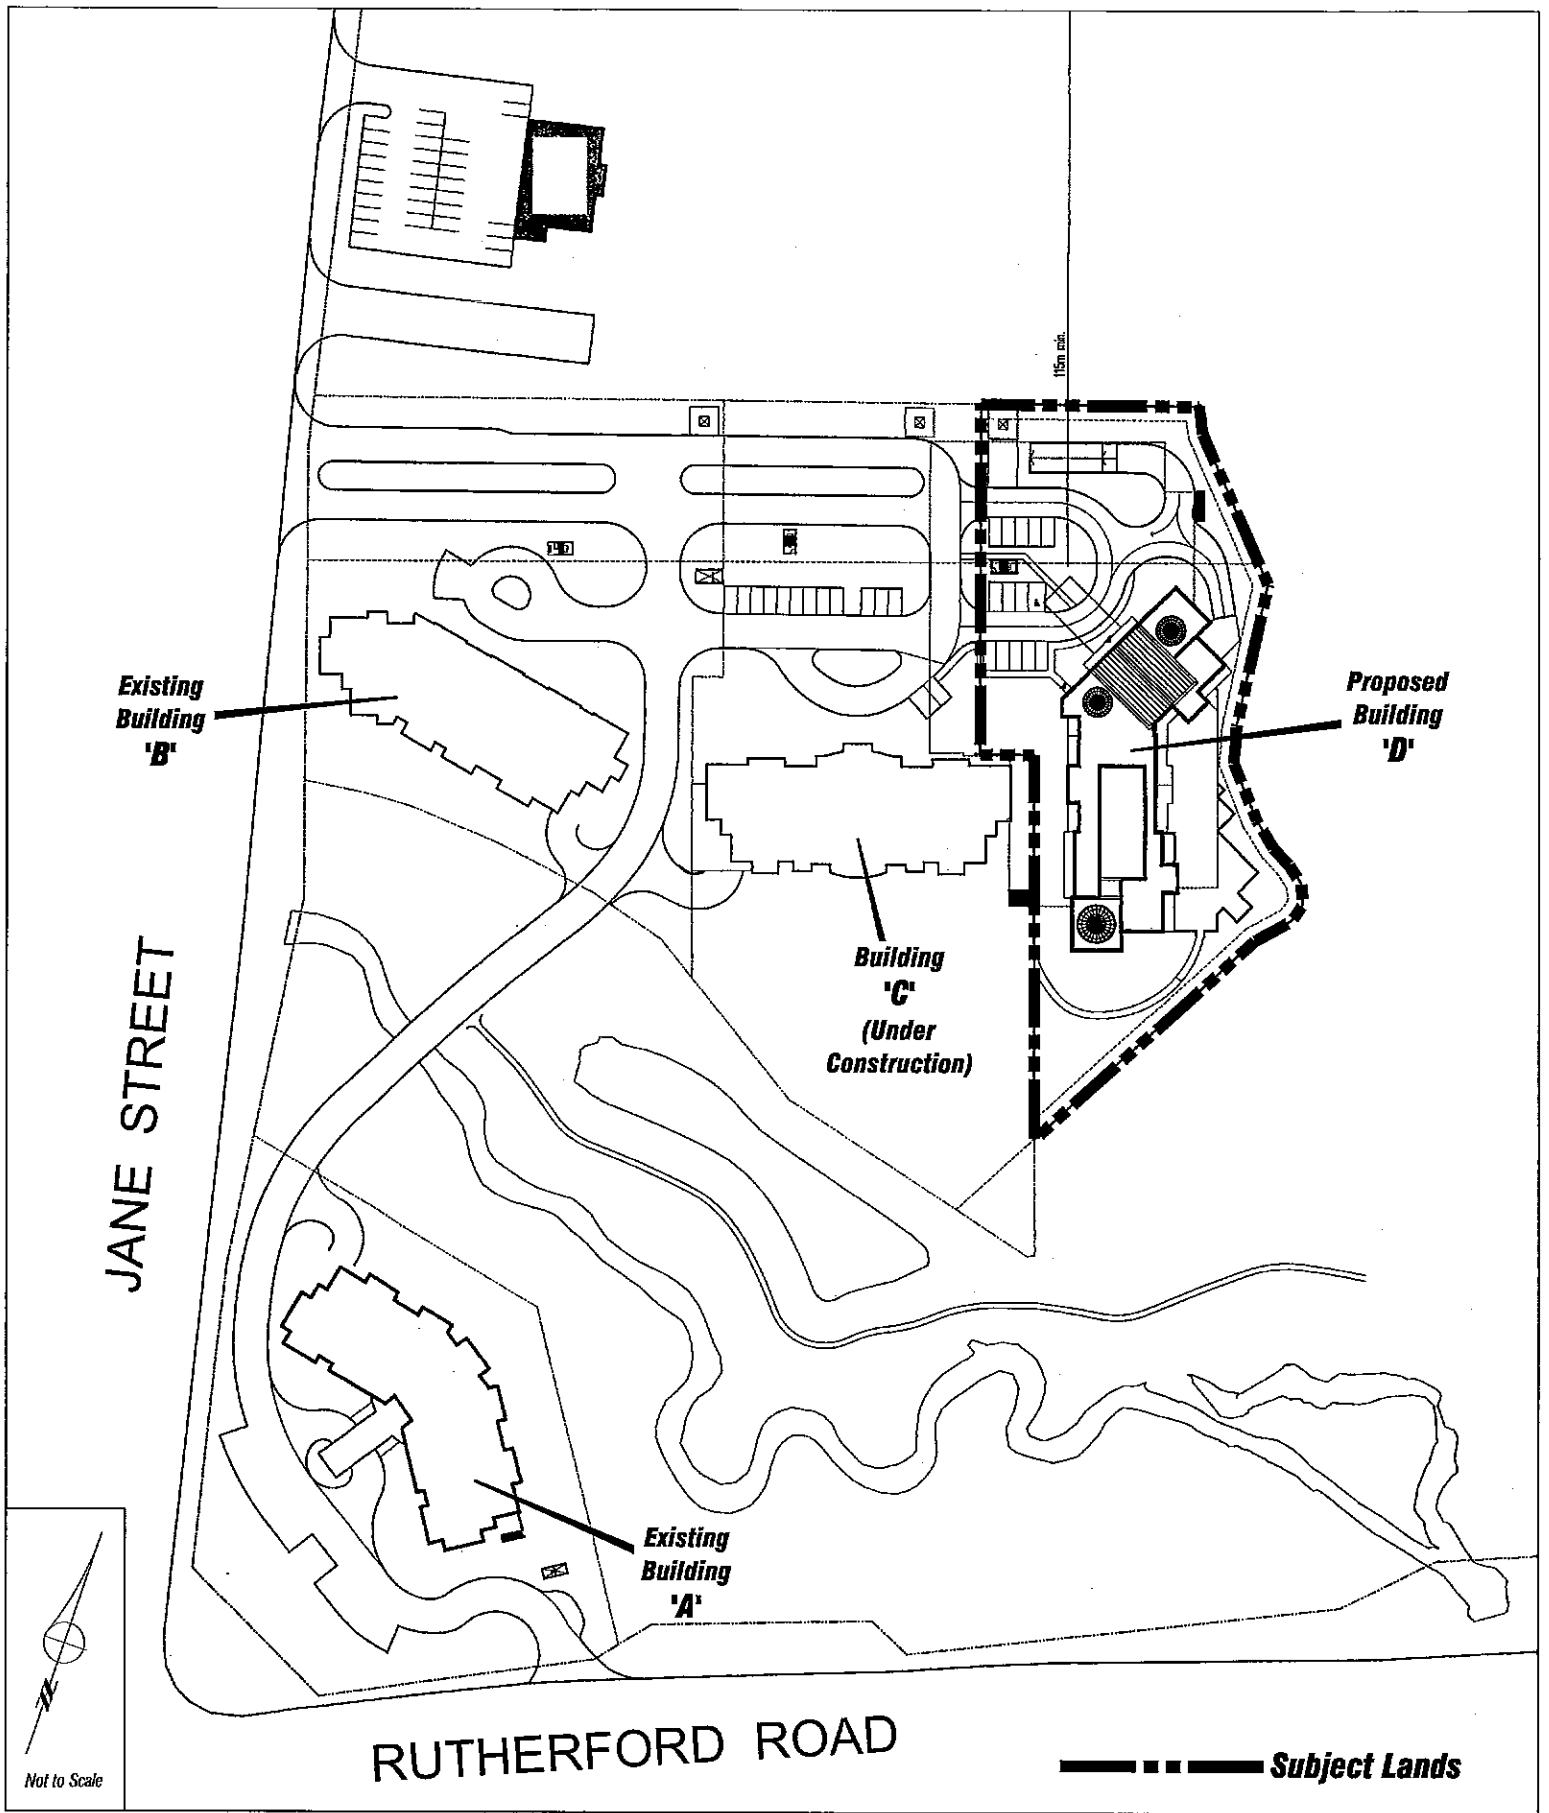 115m min.
Existing
Building
'B'
Proposed
Building
'D'
Building
'C'
(Under
Construction)
JANE STREET
Existing
Building
'A'
N
Not to Scale
RUTHERFORD ROAD
Subject Lands